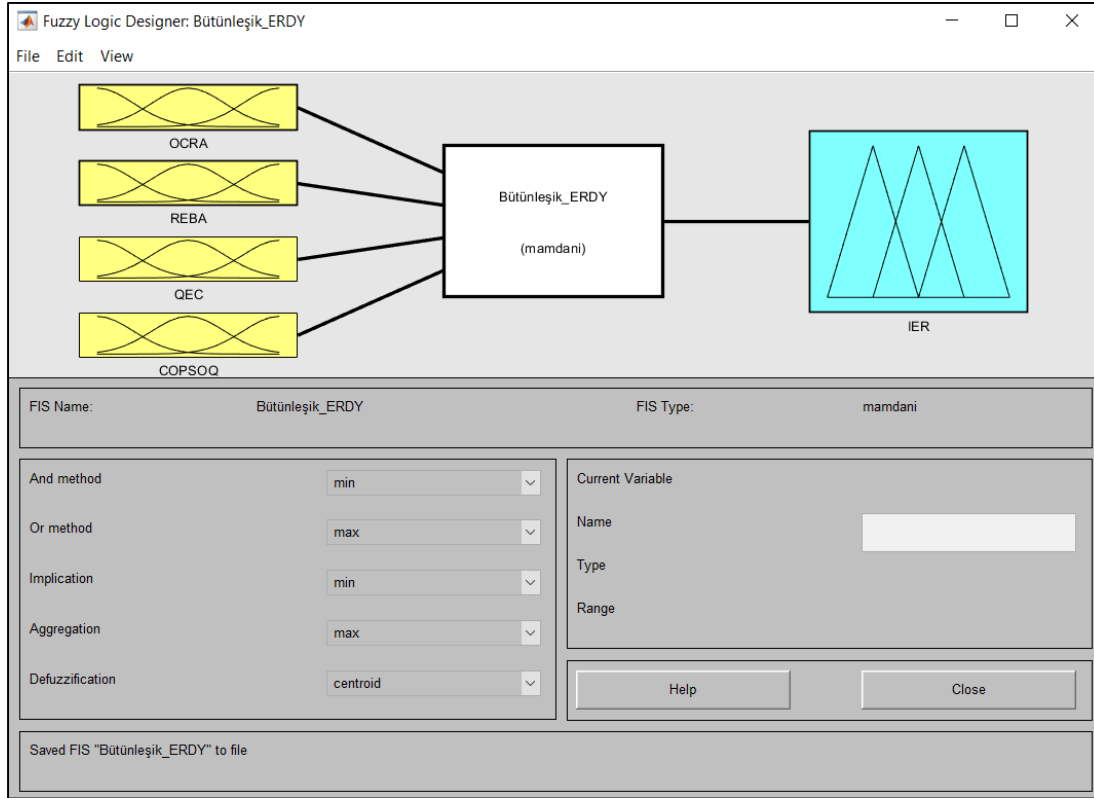 Fuzzy Logic Designer: Bütünleşik_ERDY
File Edit View
OCRA
REBA
QEC
COPSOQ
Bütünleşik_ERDY
(mamdani)
IER
FIS Name: Bütünleşik_ERDY FIS Type: mamdani
And method min
Or method max
Implication min
Aggregation max
Defuzzification centroid
Current Variable
Name
Type
Range
Help Close
Saved FIS "Bütünleşik_ERDY" to file